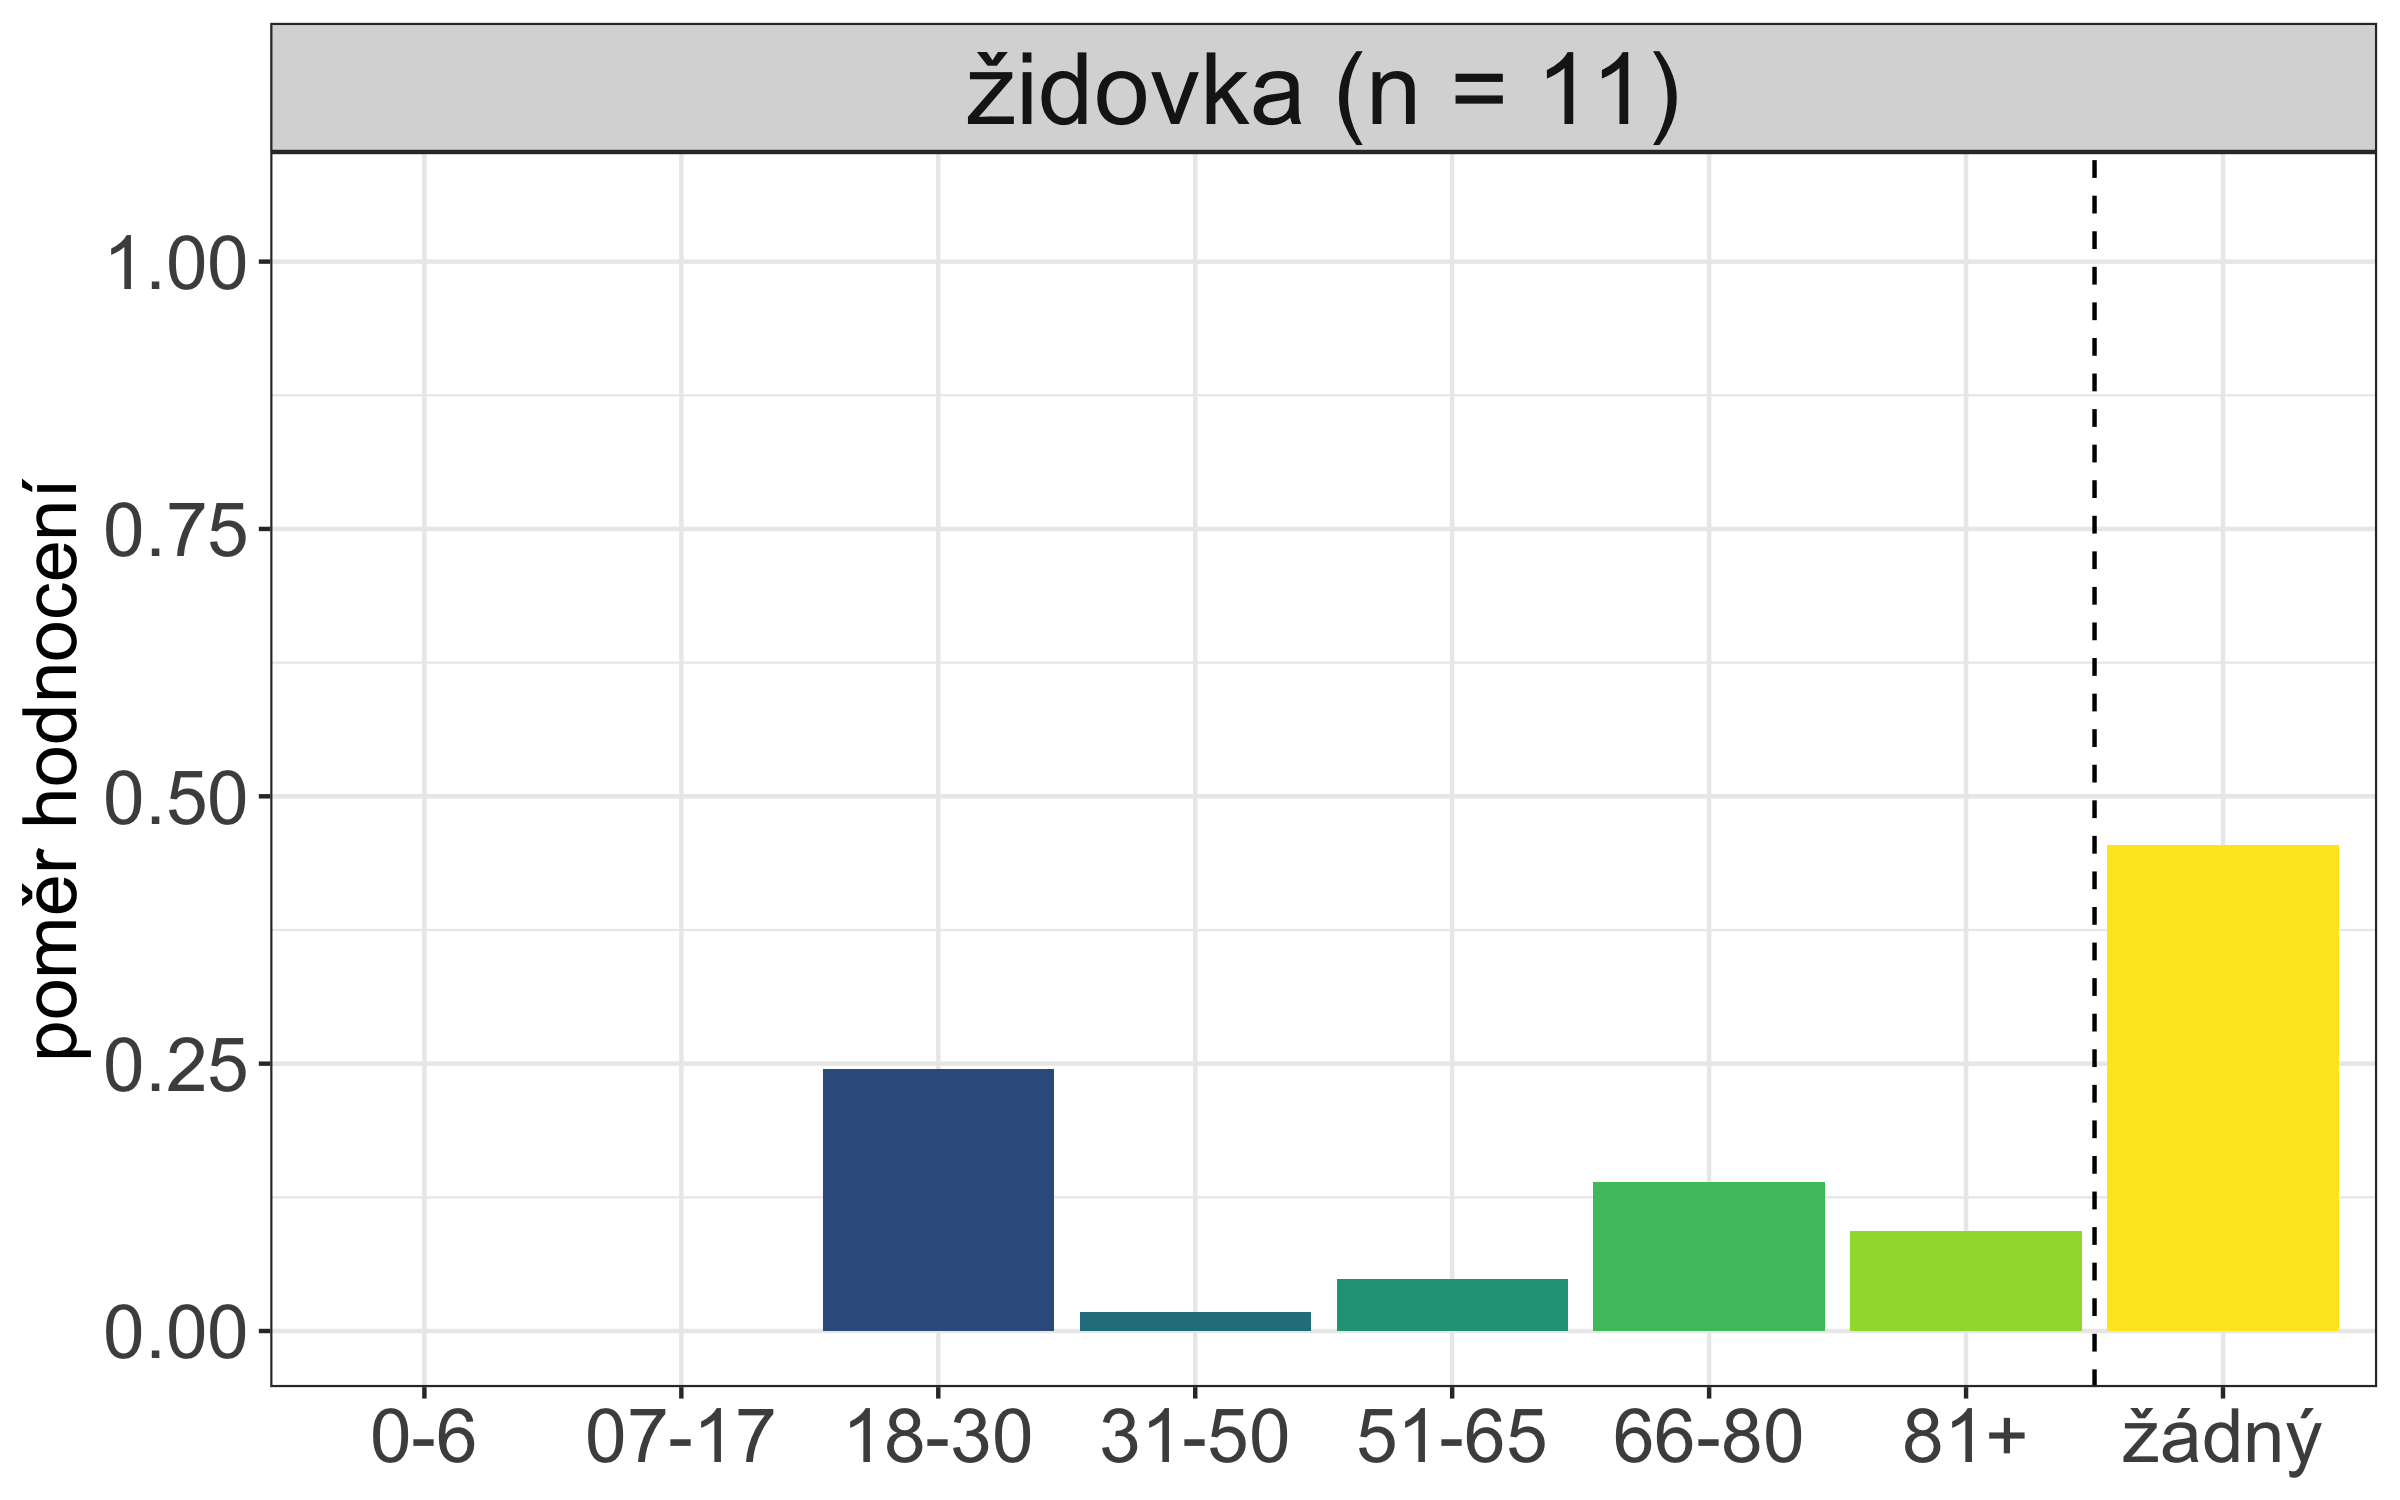 židovka (n = 11)
poměr hodnocení
1.00
0.75
0.50
0.25
0.00
0-6 07-17 18-30 31-50 51-65 66-80 81+ žádný